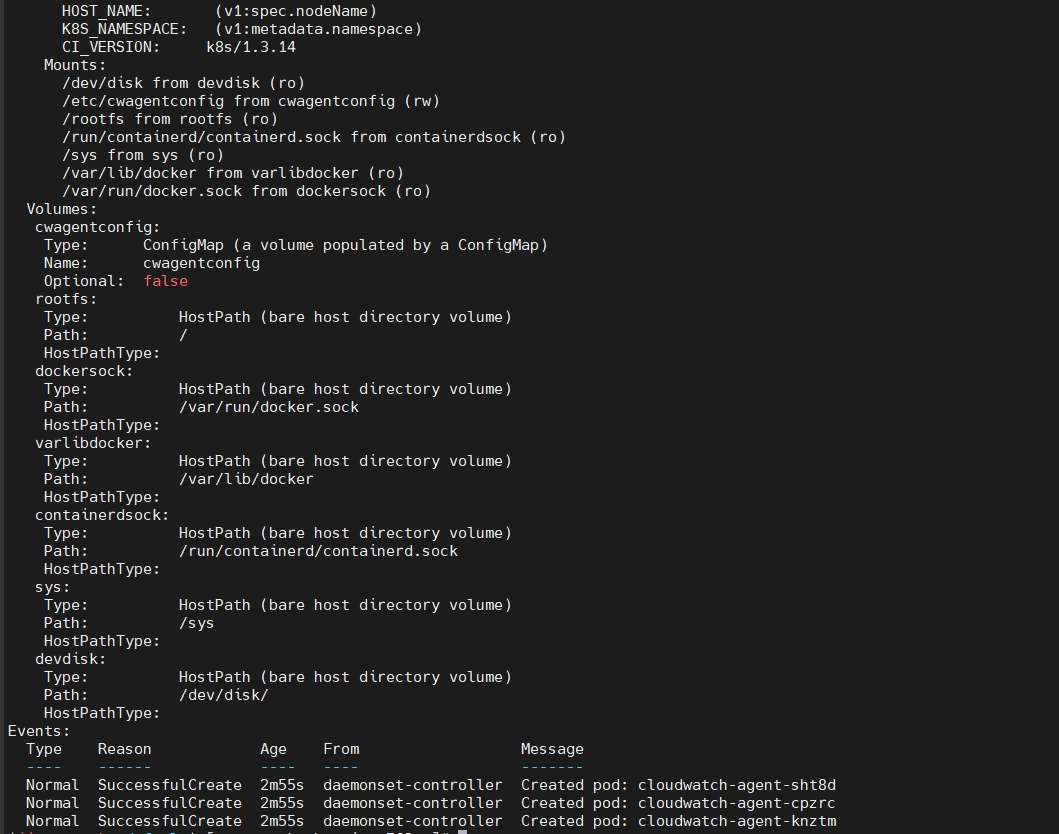 HOST_NAME:       (v1:spec.nodeName)
K8S_NAMESPACE:   (v1:metadata.namespace)
CI_VERSION:     k8s/1.3.14
Mounts:
/dev/disk from devdisk (ro)
/etc/cwagentconfig from cwagentconfig (rw)
/rootfs from rootfs (ro)
/run/containerd/containerd.sock from containerdsock (ro)
/sys from sys (ro)
/var/lib/docker from varlibdocker (ro)
/var/run/docker.sock from dockersock (ro)
Volumes:
cwagentconfig:
Type:      ConfigMap (a volume populated by a ConfigMap)
Name:      cwagentconfig
Optional:  false
rootfs:
Type:          HostPath (bare host directory volume)
Path:          /
HostPathType:
dockersock:
Type:          HostPath (bare host directory volume)
Path:          /var/run/docker.sock
HostPathType:
varlibdocker:
Type:          HostPath (bare host directory volume)
Path:          /var/lib/docker
HostPathType:
containerdsock:
Type:          HostPath (bare host directory volume)
Path:          /run/containerd/containerd.sock
HostPathType:
sys:
Type:          HostPath (bare host directory volume)
Path:          /sys
HostPathType:
devdisk:
Type:          HostPath (bare host directory volume)
Path:          /dev/disk/
HostPathType:
Events:
Type    Reason            Age    From                  Message
----    ------            ----   ----                  -------
Normal  SuccessfulCreate  2m55s  daemonset-controller  Created pod: cloudwatch-agent-sht8d
Normal  SuccessfulCreate  2m55s  daemonset-controller  Created pod: cloudwatch-agent-cpzrc
Normal  SuccessfulCreate  2m55s  daemonset-controller  Created pod: cloudwatch-agent-knztm